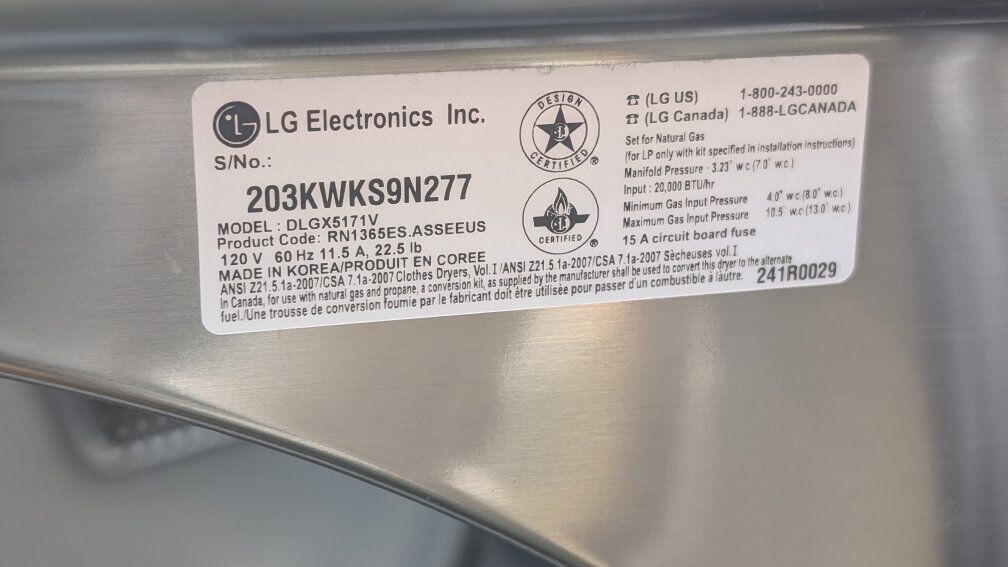 LG Electronics Inc.
S/No.:
203KWKS9N277
MODEL : DLGX5171V
Product Code: RN1365ES.ASSEEUS
120 V 60 Hz 11.5 A, 22.5 lb
MADE IN KOREA/PRODUIT EN COREE
ANSI Z21.5.1a-2007/CSA 7.1a-2007 Clothes Dryers, Vol. I /ANSI Z21.5.1a-2007/CSA 7.1a-2007 Sècheuses vol. I
In Canada, for use with natural gas and propane, a conversion kit, as supplied by the manufacturer shall be used to convert this dryer to the alternate
fuel./Une trousse de conversion fournie par le fabricant doit être utilisée pour passer d'un combustible à lautre.
241R0029
DESIGN
CERTIFIED ®
CERTIFIED ®
☎ (LG US) 1-800-243-0000
☎ (LG Canada) 1-888-LGCANADA
Set for Natural Gas
(for LP only with kit specified in installation instructions)
Manifold Pressure - 3.23" w.c (7.0" w.c.)
Input : 20,000 BTU/hr
Minimum Gas Input Pressure 4.0" w.c (8.0" w.c.)
Maximum Gas Input Pressure 10.5" w.c (13.0" w.c.)
15 A circuit board fuse